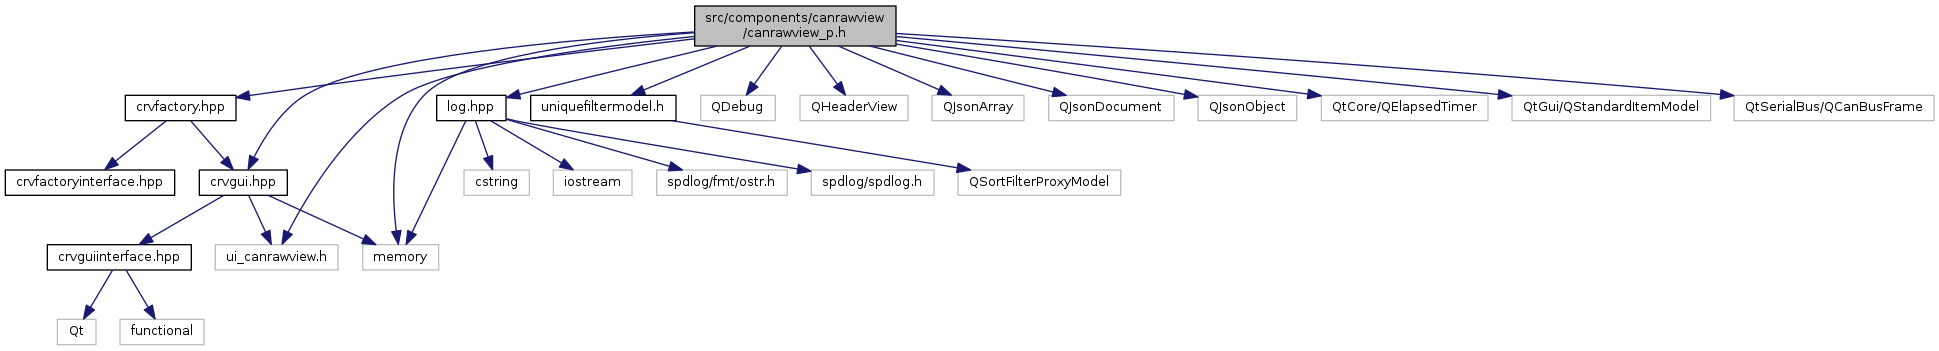 src/components/canrawview
/canrawview_p.h
crvfactory.hpp
log.hpp
uniquefiltermodel.h
QDebug
QHeaderView
QJsonArray
QJsonDocument
QJsonObject
QtCore/QElapsedTimer
QtGui/QStandardItemModel
QtSerialBus/QCanBusFrame
crvfactoryinterface.hpp
crvgui.hpp
cstring
iostream
spdlog/fmt/ostr.h
spdlog/spdlog.h
QSortFilterProxyModel
crvguiinterface.hpp
ui_canrawview.h
memory
Qt
functional